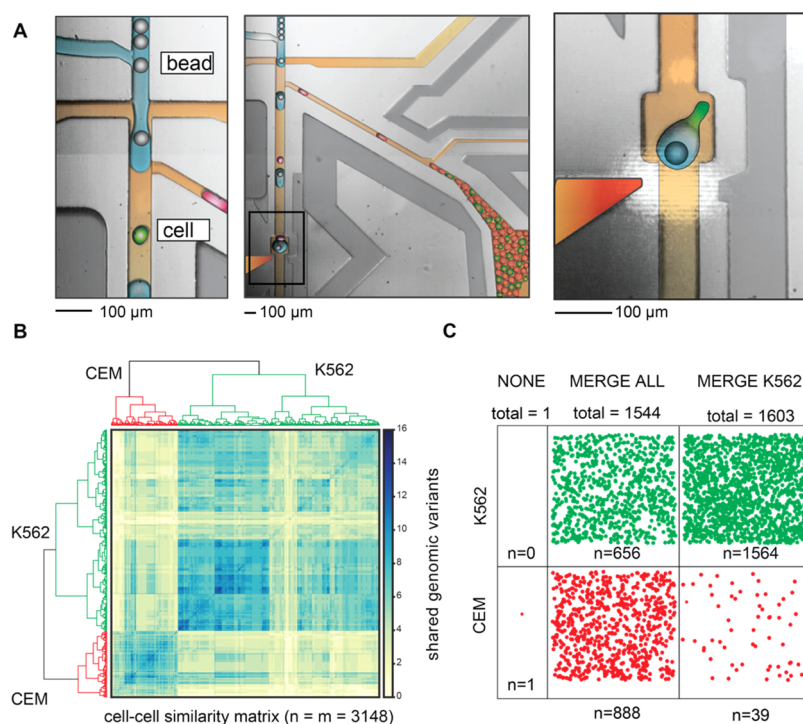 A
bead
cell
100 µm
100 µm
100 µm
B
CEM
K562
K562
CEM
16
14
12
10
8
6
4
2
0
shared genomic variants
cell-cell similarity matrix (n = m = 3148)
C
NONE MERGE ALL MERGE K562
total = 1 total = 1544 total = 1603
K562
n=0 n=656 n=1564
CEM
n=1
n=888 n=39